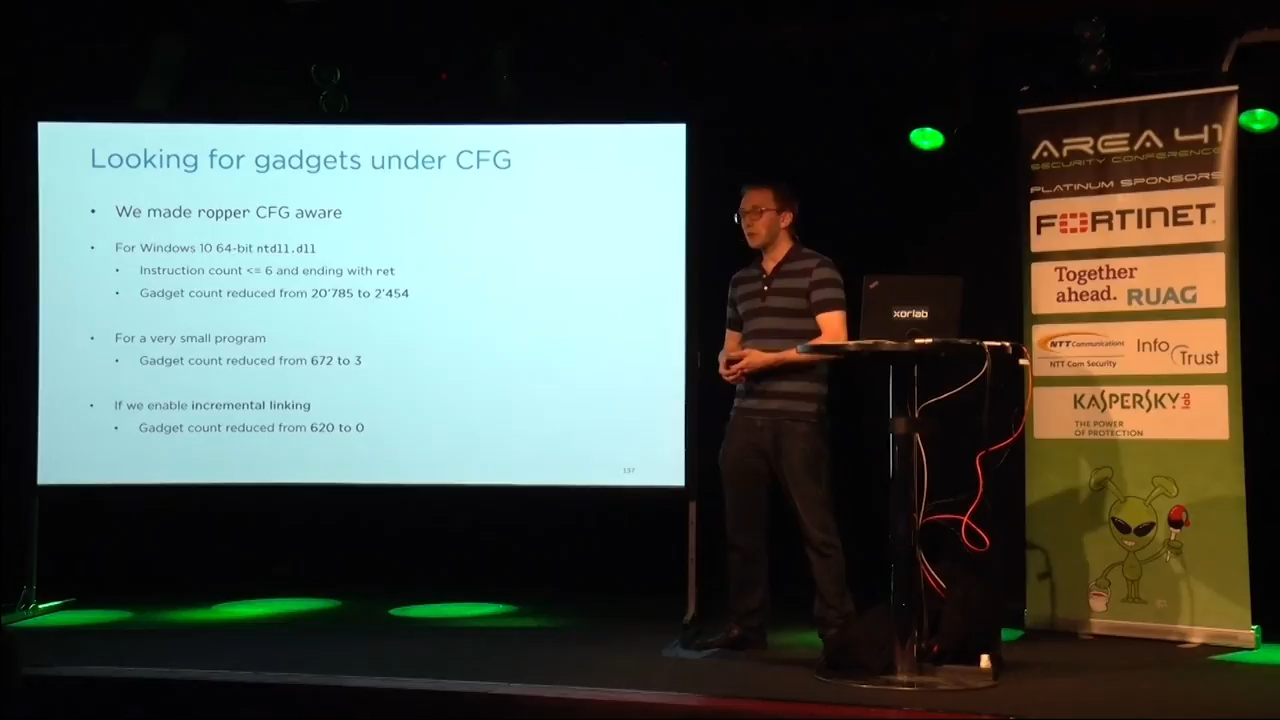 Looking for gadgets under CFG
• We made ropper CFG aware
• For Windows 10 64-bit ntdll.dll
• Instruction count <= 6 and ending with ret
• Gadget count reduced from 20'785 to 2'454
• For a very small program
• Gadget count reduced from 672 to 3
• If we enable incremental linking
• Gadget count reduced from 620 to 0
137
xorlab
AREA 41
SECURITY CONFERENCE
PLATINUM SPONSORS
FORTINET
Together
ahead. RUAG
NTT Communications
NTT Com Security
Info Trust
KASPERSKY lab
THE POWER
OF PROTECTION